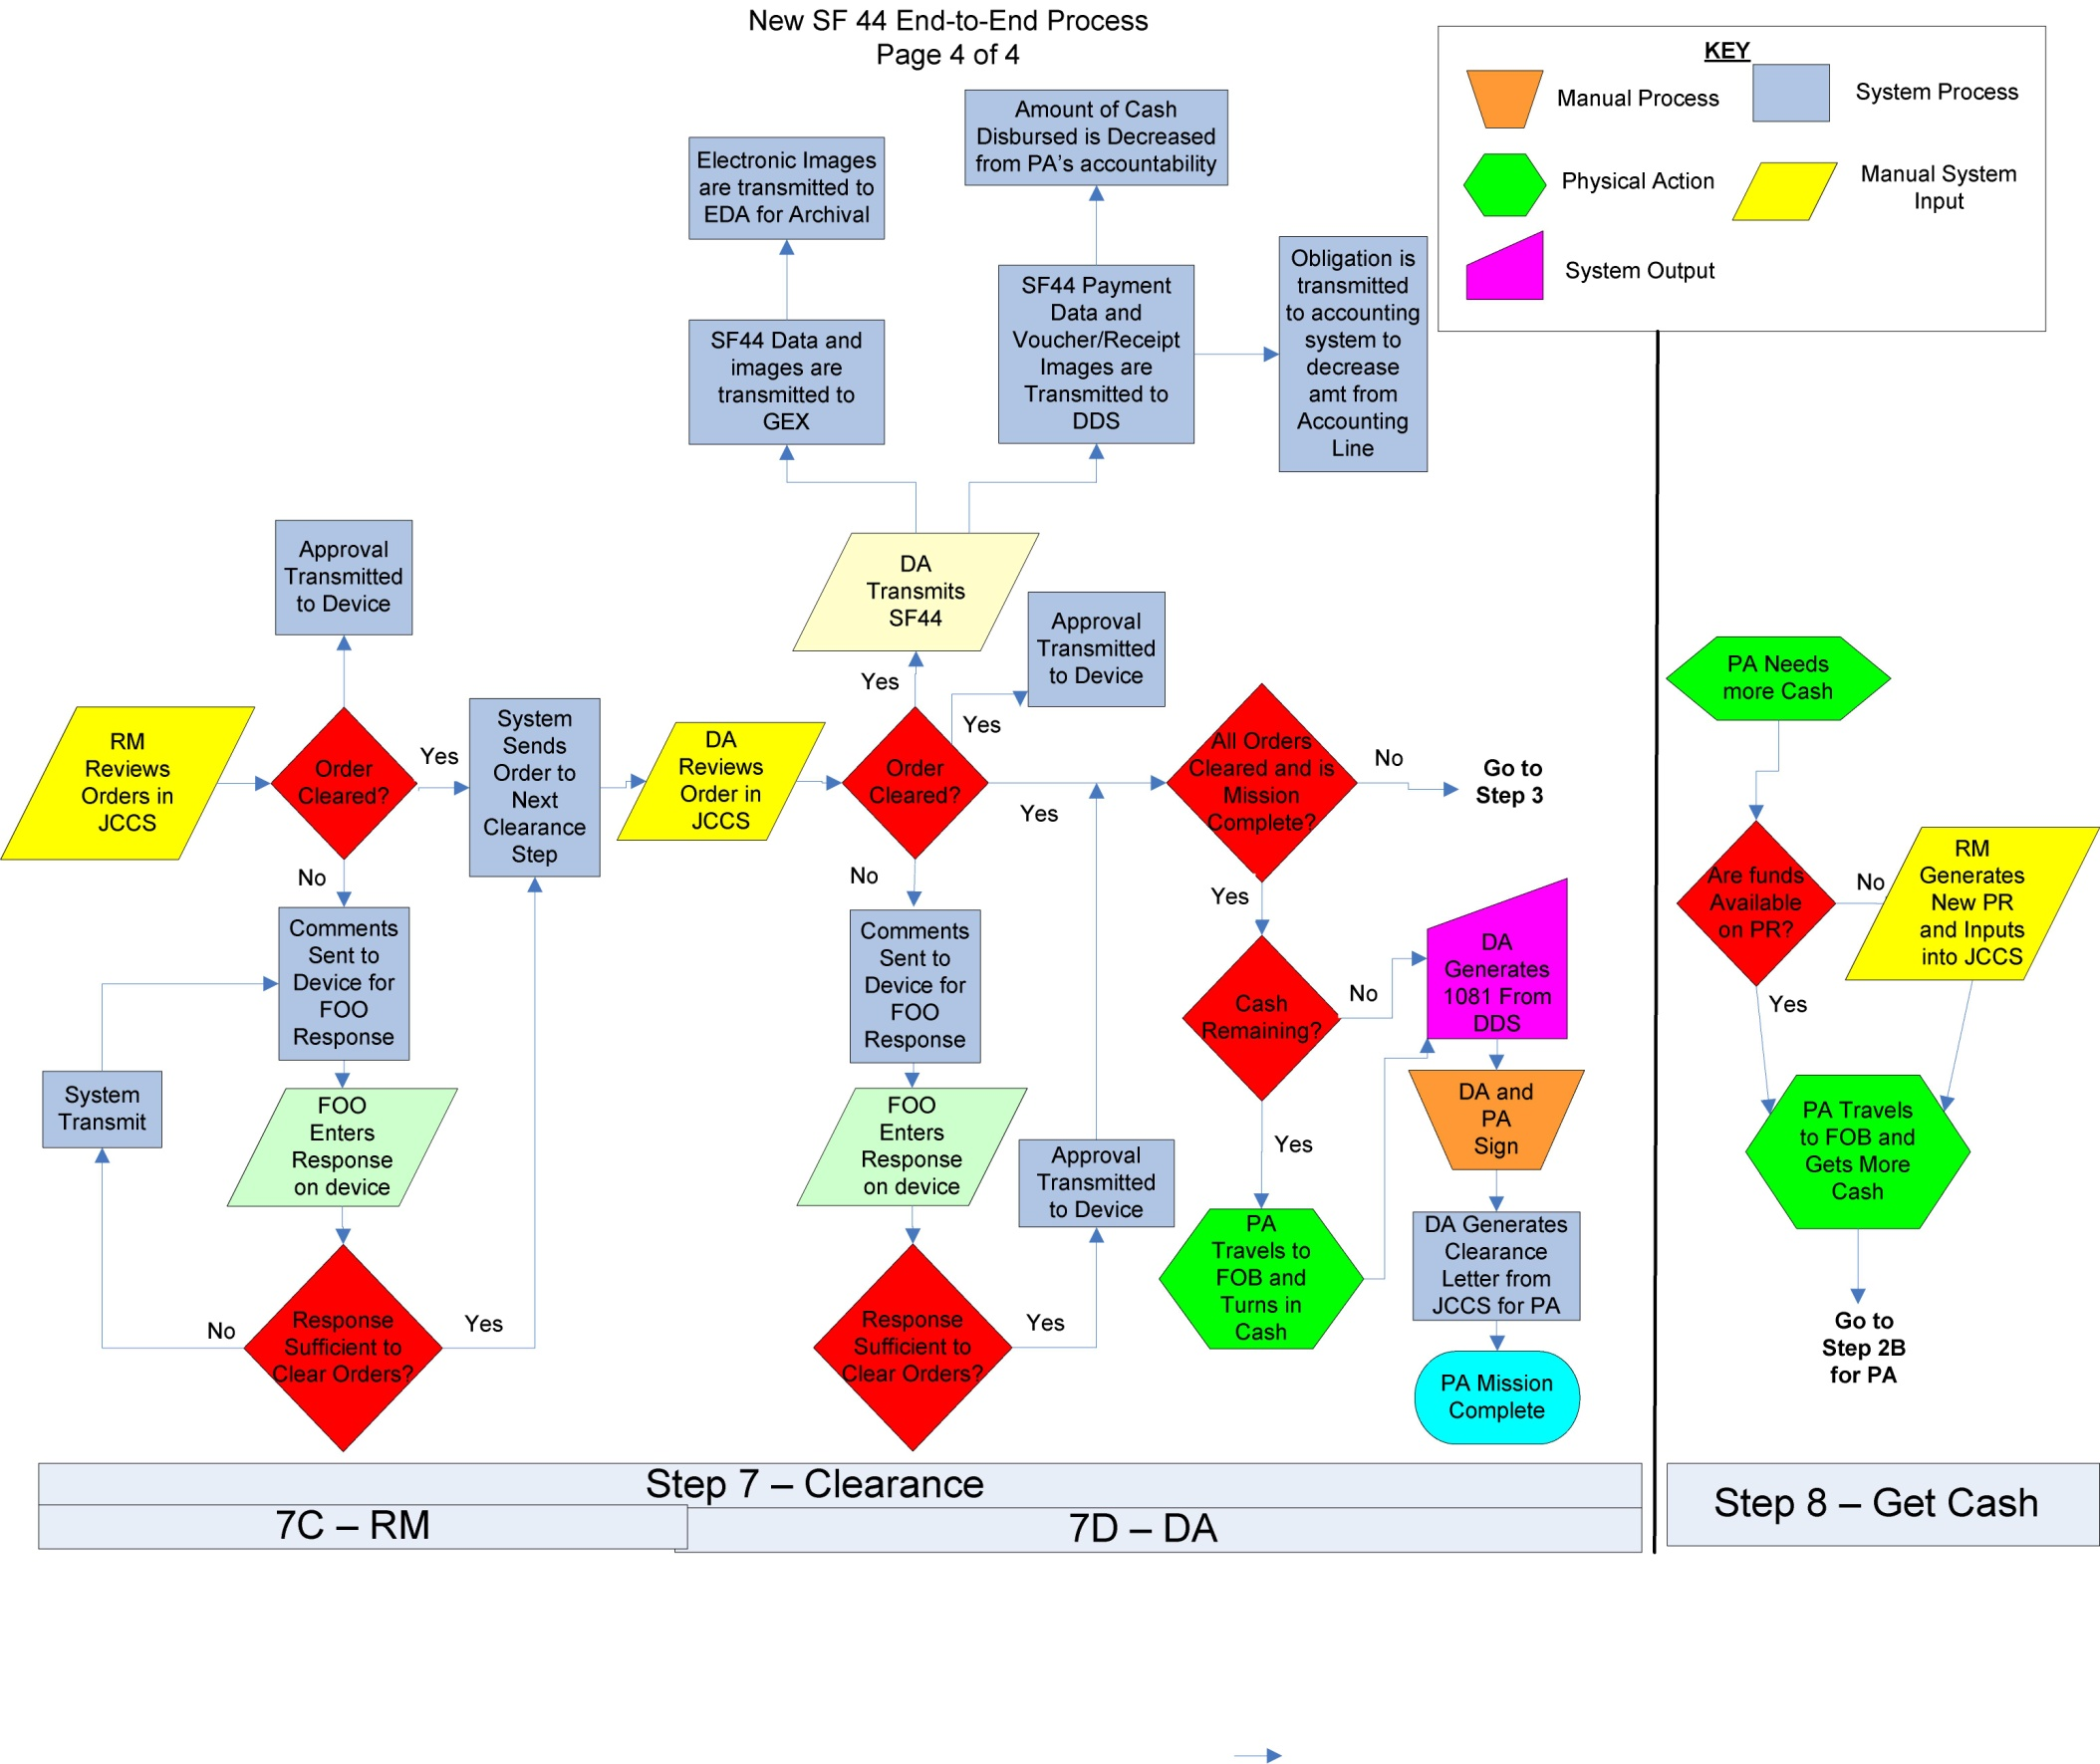 New SF 44 End-to-End Process
Page 4 of 4
KEY
Manual Process
System Process
Physical Action
Manual System
Input
System Output
Amount of Cash
Disbursed is Decreased
from PA’s accountability
Electronic Images
are transmitted to
EDA for Archival
SF44 Data and
images are
transmitted to
GEX
SF44 Payment
Data and
Voucher/Receipt
Images are
Transmitted to
DDS
Obligation is
transmitted
to accounting
system to
decrease
amt from
Accounting
Line
Approval
Transmitted
to Device
DA
Transmits
SF44
Approval
Transmitted
to Device
RM
Reviews
Orders in
JCCS
Order
Cleared?
Yes
No
System
Sends
Order to
Next
Clearance
Step
DA
Reviews
Order in
JCCS
Order
Cleared?
Yes
Yes
Yes
No
All Orders
Cleared and is
Mission
Complete?
No
Go to
Step 3
Yes
Comments
Sent to
Device for
FOO
Response
System
Transmit
FOO
Enters
Response
on device
Response
Sufficient to
Clear Orders?
No
Yes
Comments
Sent to
Device for
FOO
Response
FOO
Enters
Response
on device
Response
Sufficient to
Clear Orders?
Yes
Approval
Transmitted
to Device
Cash
Remaining?
No
Yes
PA
Travels to
FOB and
Turns in
Cash
DA
Generates
1081 From
DDS
DA and
PA
Sign
DA Generates
Clearance
Letter from
JCCS for PA
PA Mission
Complete
PA Needs
more Cash
Are funds
Available
on PR?
No
Yes
RM
Generates
New PR
and Inputs
into JCCS
PA Travels
to FOB and
Gets More
Cash
Go to
Step 2B
for PA
Step 7 – Clearance
7C – RM
7D – DA
Step 8 – Get Cash